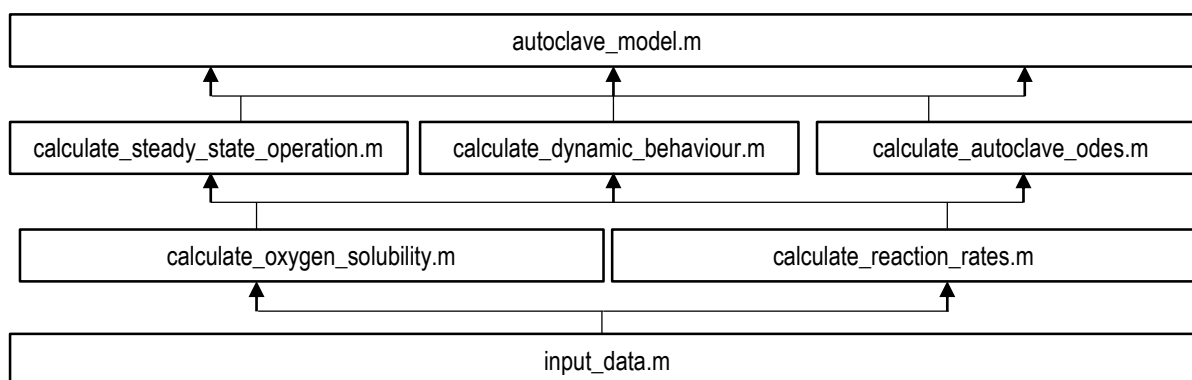 autoclave_model.m
calculate_steady_state_operation.m
calculate_dynamic_behaviour.m
calculate_autoclave_odes.m
calculate_oxygen_solubility.m
calculate_reaction_rates.m
input_data.m